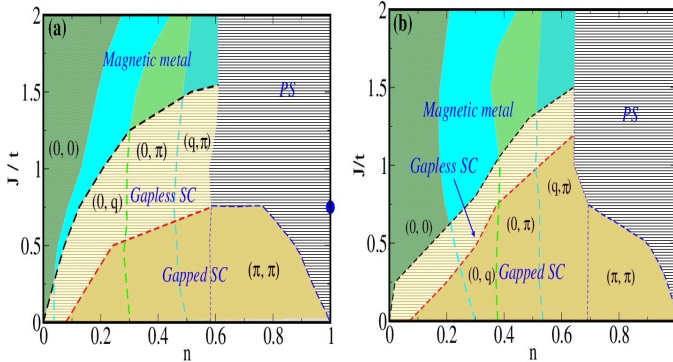 (a)
Magnetic metal
PS
(0, 0)
(0, π)
(q, π)
(0, q)
Gapless SC
Gapped SC
(π, π)
J / t
2
1.5
1
0.5
0
0
0.2
0.4
0.6
0.8
1
n
(b)
Magnetic metal
PS
Gapless SC
(0, 0)
(q, π)
(0, π)
(0, q)
Gapped SC
(π, π)
J/t
2
1.5
1
0.5
0
0
0.2
0.4
0.6
0.8
n